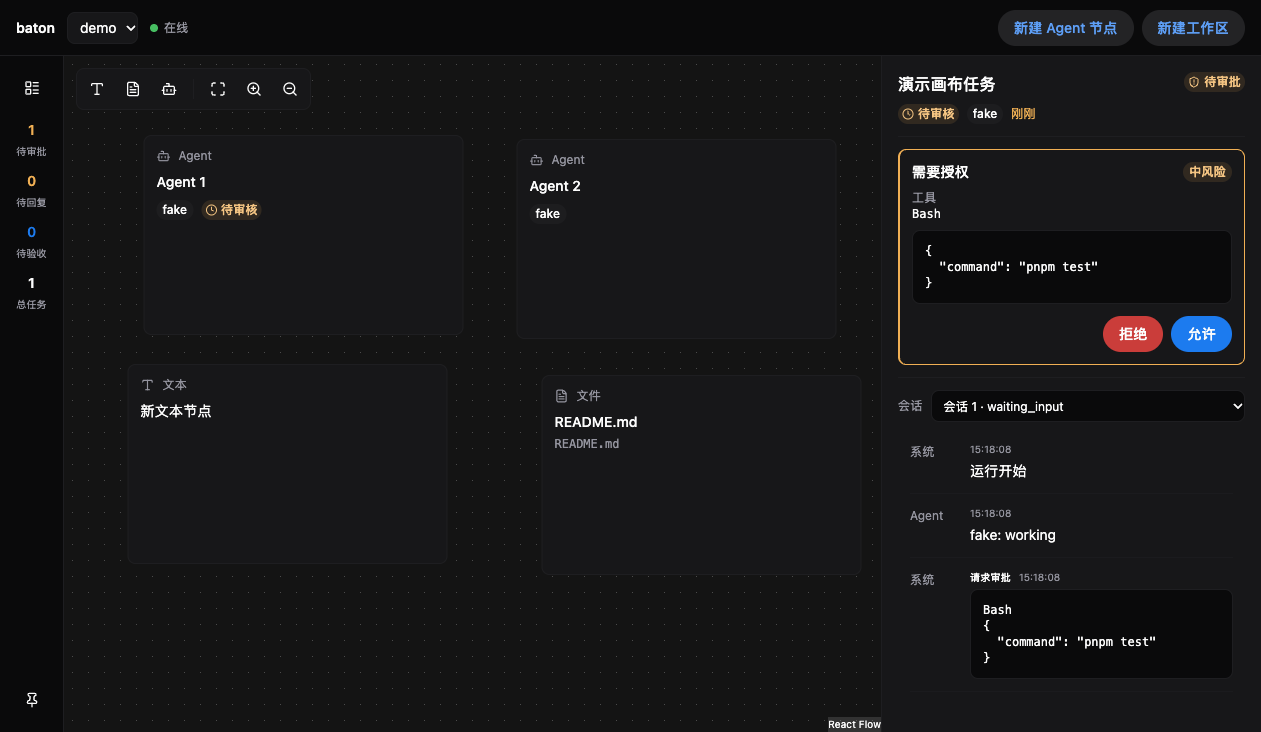 baton
demo
在线
新建 Agent 节点
新建工作区
1
待审批
0
待回复
0
待验收
1
总任务
Agent
Agent 1
fake
待审核
Agent
Agent 2
fake
文本
新文本节点
文件
README.md
README.md
React Flow
演示画布任务
待审批
待审核
fake
刚刚
需要授权
中风险
工具
Bash
{
"command": "pnpm test"
}
拒绝
允许
会话
会话 1 · waiting_input
系统
15:18:08
运行开始
Agent
15:18:08
fake: working
系统
请求审批 15:18:08
Bash
{
"command": "pnpm test"
}